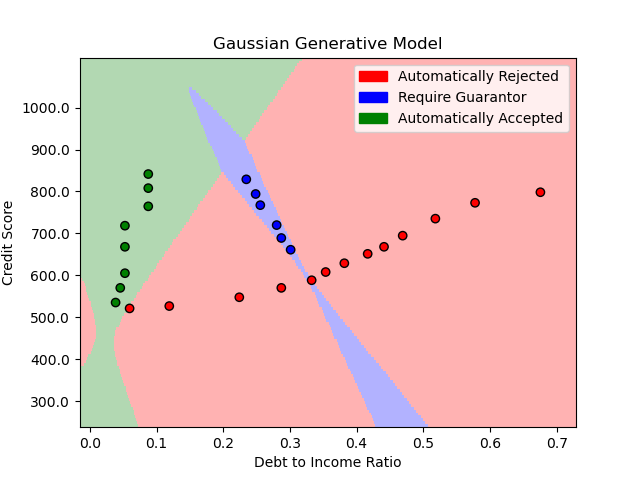 Gaussian Generative Model
Automatically Rejected
Require Guarantor
Automatically Accepted
1000.0
900.0
800.0
700.0
600.0
500.0
400.0
300.0
Credit Score
0.0 0.1 0.2 0.3 0.4 0.5 0.6 0.7
Debt to Income Ratio